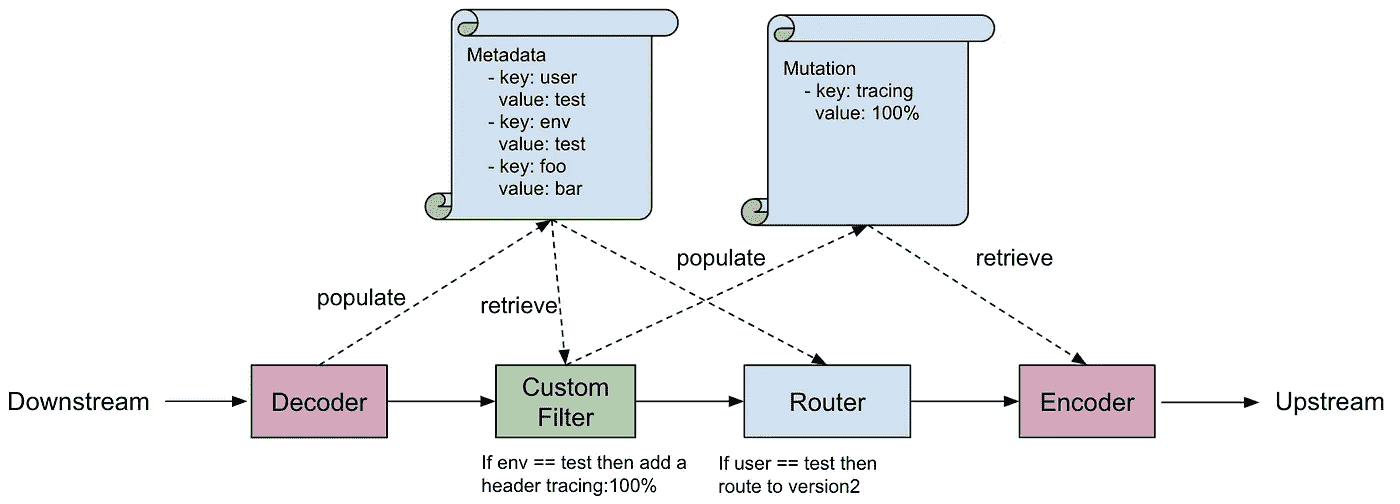 Metadata
- key: user
value: test
- key: env
value: test
- key: foo
value: bar
Mutation
- key: tracing
value: 100%
populate
retrieve
populate
retrieve
Downstream
Decoder
Custom
Filter
Router
Encoder
Upstream
If env == test then add a
header tracing:100%
If user == test then
route to version2